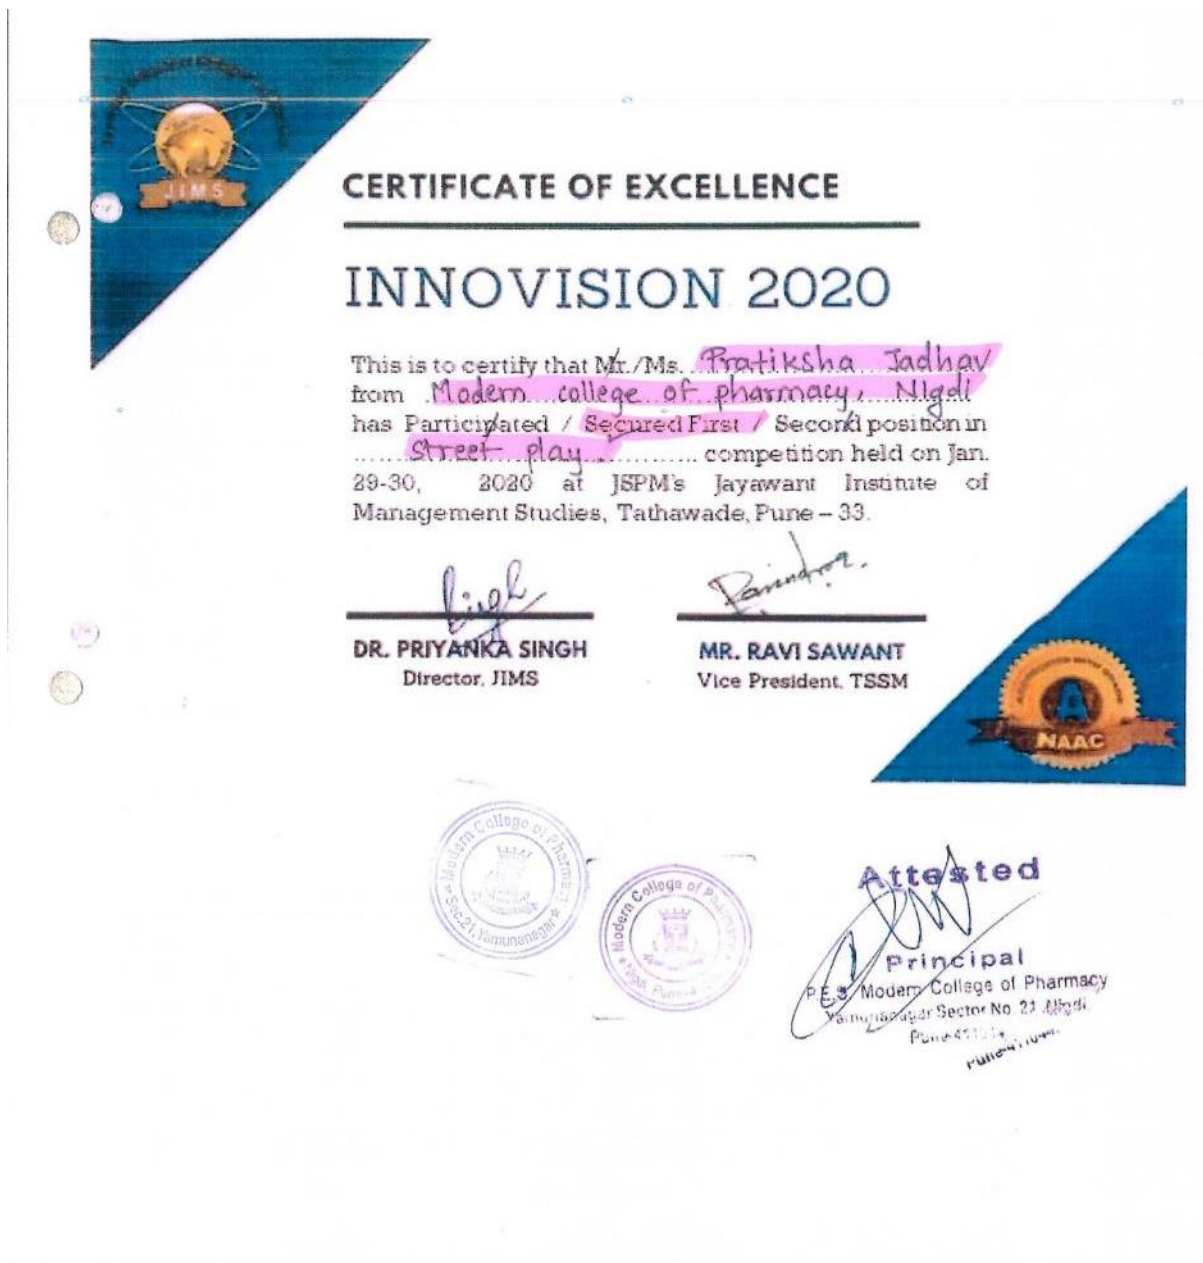 JIMS
CERTIFICATE OF EXCELLENCE
INNOVISION 2020
This is to certify that Mr./Ms. Pratiksha Jadhav
from Modern college of pharmacy, NIgdi
has Participated / Secured First / Second position in
...... Street play ............ competition held on Jan.
29-30, 2020 at JSPM's Jayawant Institute of
Management Studies, Tathawade, Pune – 33.
DR. PRIYANKA SINGH
Director, JIMS
MR. RAVI SAWANT
Vice President, TSSM
A
NAAC
Modern College of Pharmacy
Sec.21, Yamunanagar
Modern College of Pharmacy
Attested
Principal
P.E.S. Modern College of Pharmacy
Yamunanagar Sector No. 21 Nigdi